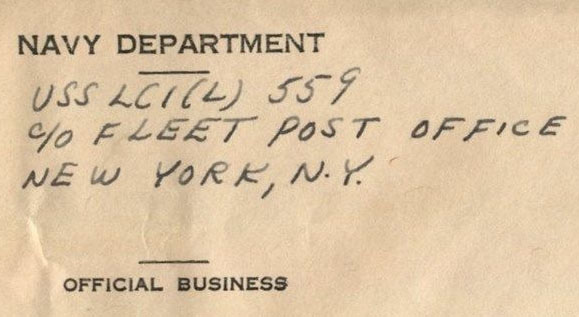 NAVY DEPARTMENT
USS LCI(L) 559
c/o FLEET POST OFFICE
NEW YORK, N.Y.
OFFICIAL BUSINESS